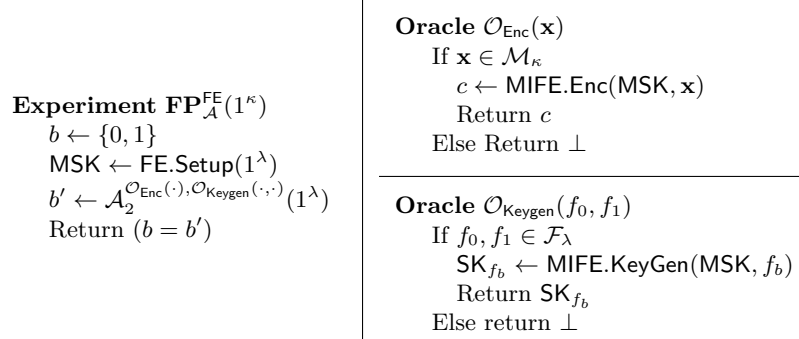 Experiment FP_𝒜^FE(1^κ)
b ← {0, 1}
MSK ← FE.Setup(1^λ)
b′ ← 𝒜_2^{𝒪_Enc(·),𝒪_Keygen(·,·)}(1^λ)
Return (b = b′)
Oracle 𝒪_Enc(x)
If x ∈ ℳ_κ
c ← MIFE.Enc(MSK, x)
Return c
Else Return ⊥
Oracle 𝒪_Keygen(f_0, f_1)
If f_0, f_1 ∈ ℱ_λ
SK_{f_b} ← MIFE.KeyGen(MSK, f_b)
Return SK_{f_b}
Else return ⊥